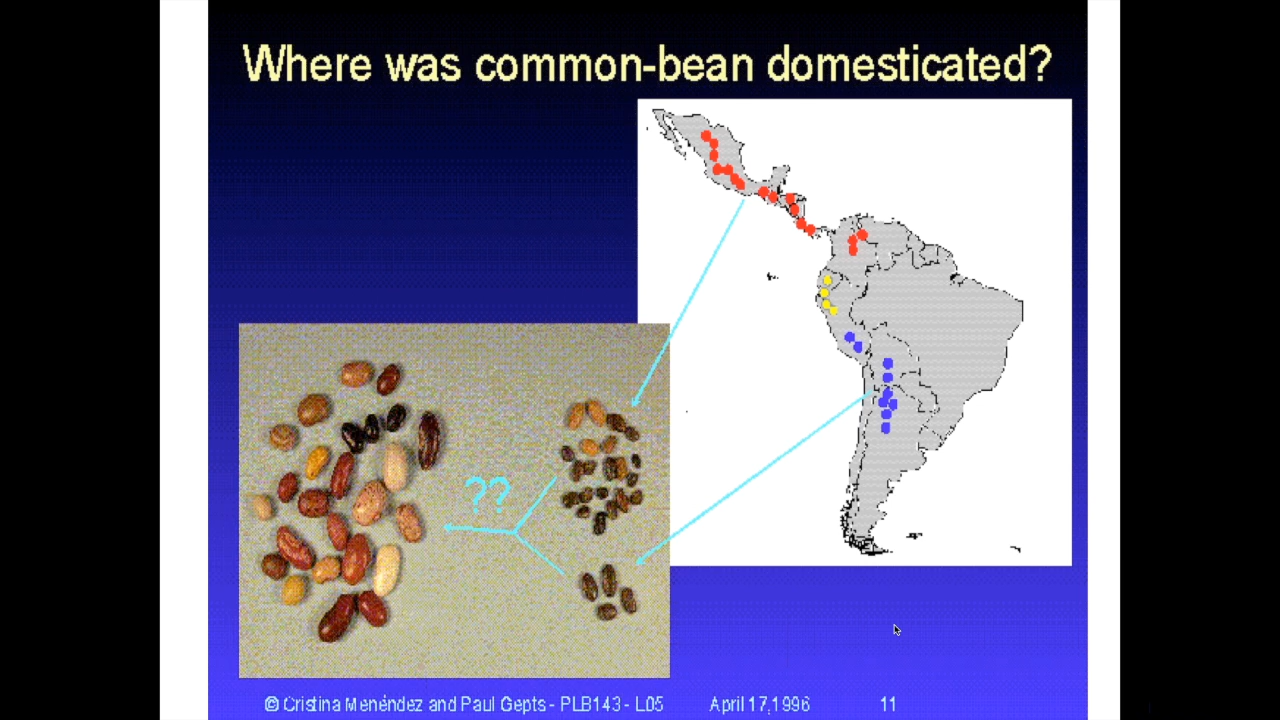 Where was common-bean domesticated?
??
© Cristina Menéndez and Paul Gepts - PLB143 - L05 April 17,1996 11